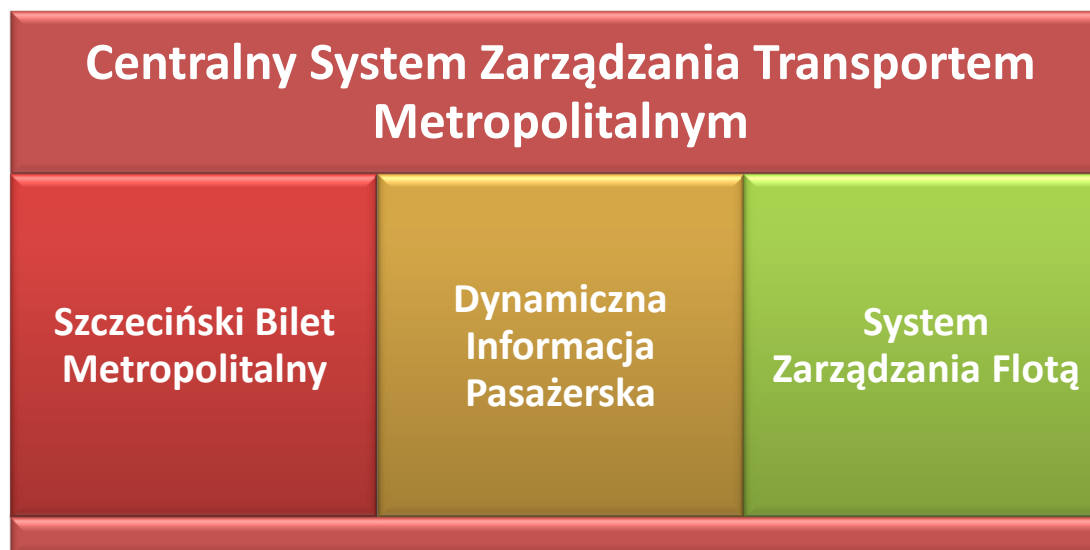 Centralny System Zarządzania Transportem
Metropolitalnym
Szczeciński Bilet
Metropolitalny
Dynamiczna
Informacja
Pasażerska
System
Zarządzania Flotą